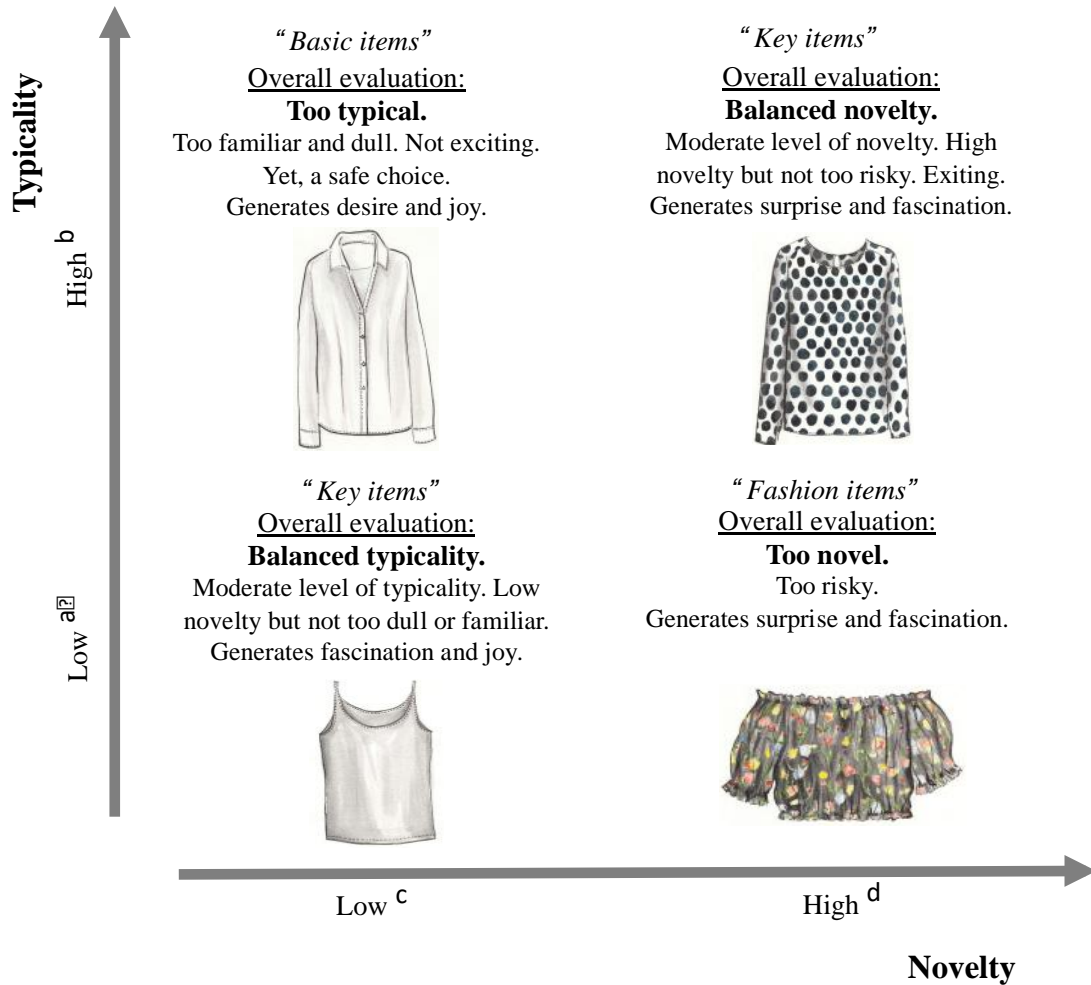 Typicality
High b
Low a⍰
“Basic items”
Overall evaluation:
Too typical.
Too familiar and dull. Not exciting.
Yet, a safe choice.
Generates desire and joy.
“Key items”
Overall evaluation:
Balanced novelty.
Moderate level of novelty. High
novelty but not too risky. Exiting.
Generates surprise and fascination.
“Key items”
Overall evaluation:
Balanced typicality.
Moderate level of typicality. Low
novelty but not too dull or familiar.
Generates fascination and joy.
“Fashion items”
Overall evaluation:
Too novel.
Too risky.
Generates surprise and fascination.
Low c
High d
Novelty